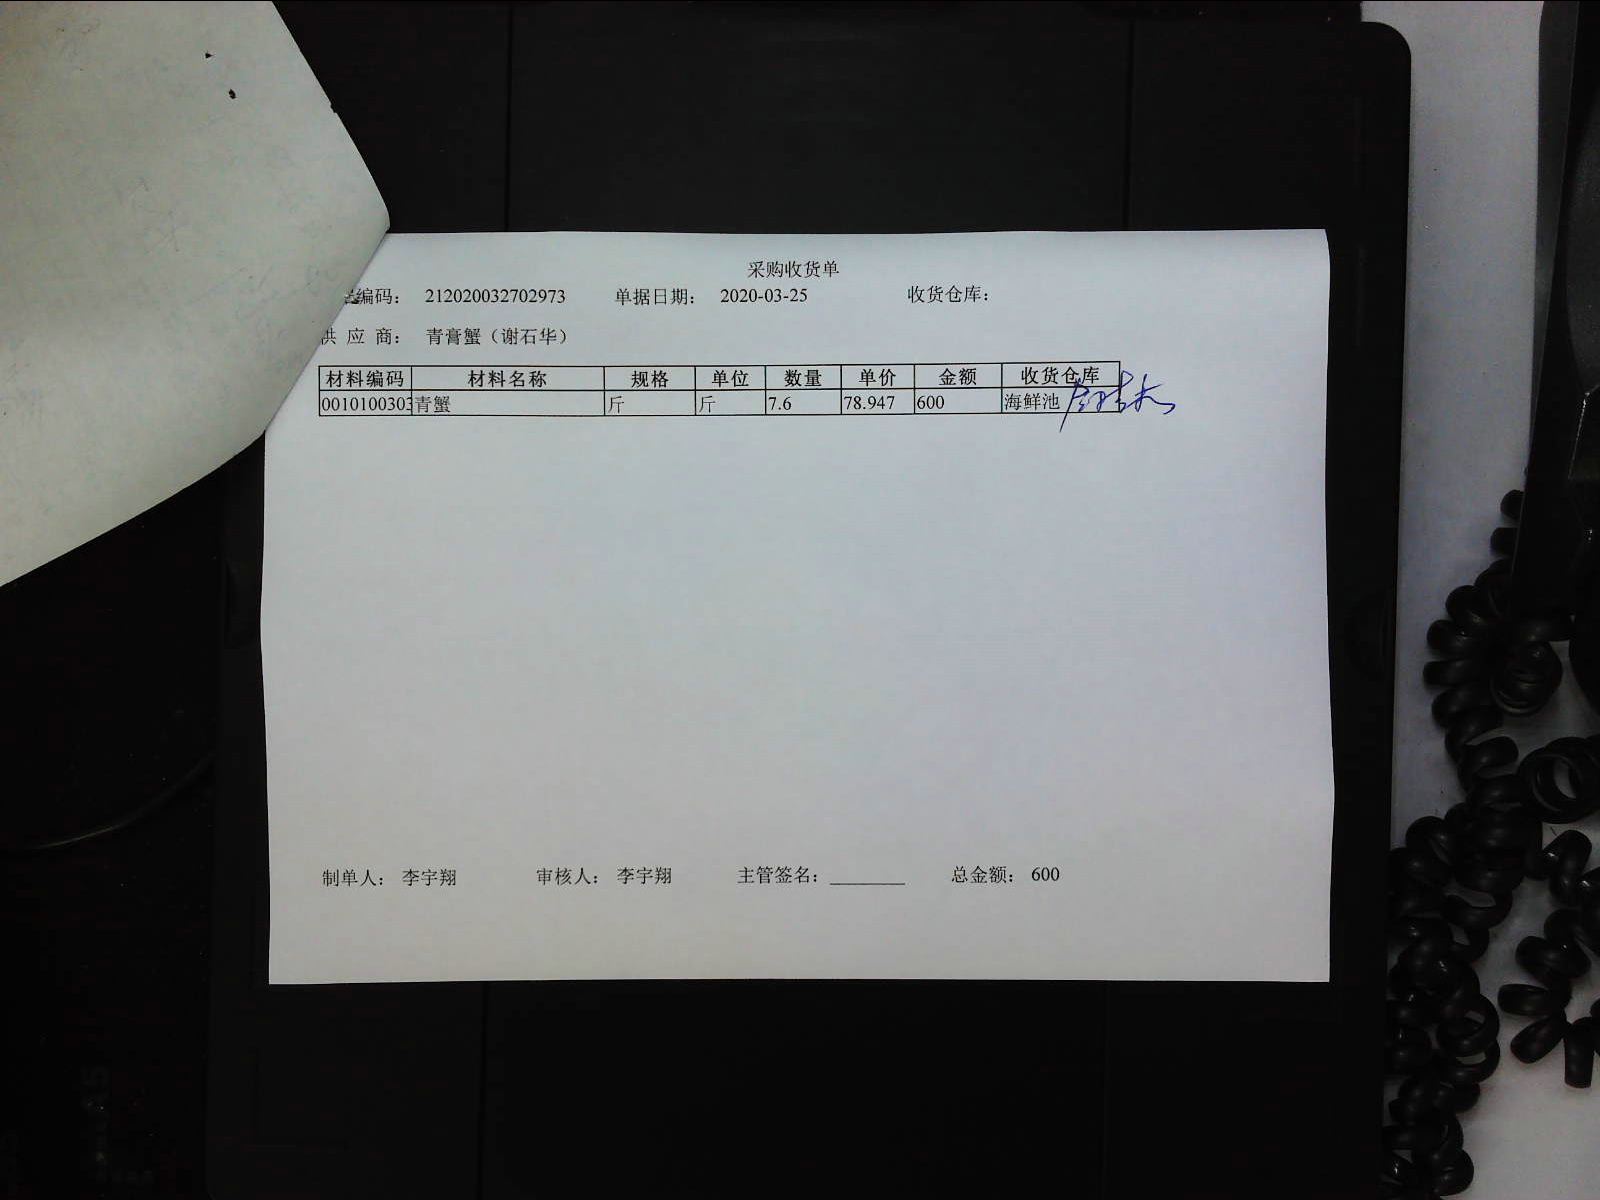 采购收货单
编码： 212020032702973 单据日期： 2020-03-25 收货仓库：
供 应 商： 青膏蟹（谢石华）
材料编码 材料名称 规格 单位 数量 单价 金额 收货仓库
0010100303 青蟹 斤 斤 7.6 78.947 600 海鲜池
制单人： 李宇翔 审核人： 李宇翔 主管签名： 总金额： 600